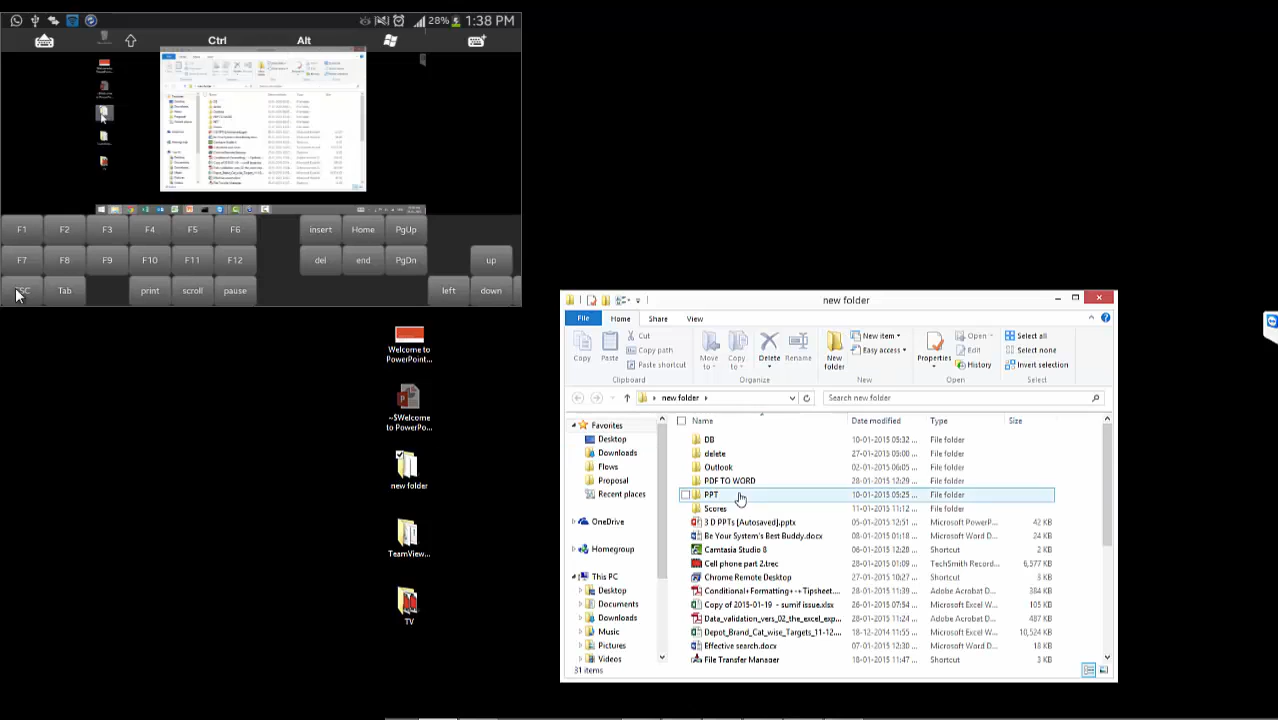 28% 1:38 PM
Ctrl Alt
F1 F2 F3 F4 F5 F6 insert Home PgUp
F7 F8 F9 F10 F11 F12 del end PgDn up
Tab print scroll pause left down
Welcome to
PowerPoint...
~$Welcome
to PowerPo...
new folder
TeamView...
TV
new folder
File Home Share View
Copy
Paste
Cut
Copy path
Paste shortcut
Clipboard
Move
to
Copy
to
Delete
Rename
Organize
New
folder
New item
Easy access
New
Properties
Open
Edit
History
Open
Select all
Select none
Invert selection
Select
new folder
Search new folder
Favorites
Desktop
Downloads
Flows
Proposal
Recent places
OneDrive
Homegroup
This PC
Desktop
Documents
Downloads
Music
Pictures
Videos
Name Date modified Type Size
DB 10-01-2015 05:32 ... File folder
delete 27-01-2015 05:00 ... File folder
Outlook 02-01-2015 06:05 ... File folder
PDF TO WORD 28-01-2015 12:29 ... File folder
PPT 10-01-2015 05:25 ... File folder
Scores 11-01-2015 11:12 ... File folder
3 D PPTs [Autosaved].pptx 05-01-2015 12:51 ... Microsoft PowerP... 42 KB
Be Your System's Best Buddy.docx 08-01-2015 01:18 ... Microsoft Word D... 24 KB
Camtasia Studio 8 06-01-2015 12:28 ... Shortcut 2 KB
Cell phone part 2.trec 28-01-2015 01:09 ... TechSmith Record... 6,577 KB
Chrome Remote Desktop 27-01-2015 10:27 ... Shortcut 3 KB
Conditional+Formatting+-+Tipsheet.... 28-01-2015 11:39 ... Adobe Acrobat D... 384 KB
Copy of 2015-01-19 - sumif issue.xlsx 26-01-2015 07:54 ... Microsoft Excel W... 105 KB
Data_validation_vers_02_the_excel_exp... 28-01-2015 11:24 ... Adobe Acrobat D... 487 KB
Depot_Brand_Cat_wise_Targets_11-12.... 18-12-2014 11:55 ... Microsoft Excel W... 10,524 KB
Effective search.docx 07-01-2015 12:30 ... Microsoft Word D... 18 KB
File Transfer Manager 18-01-2015 11:47 ... Shortcut 3 KB
31 items